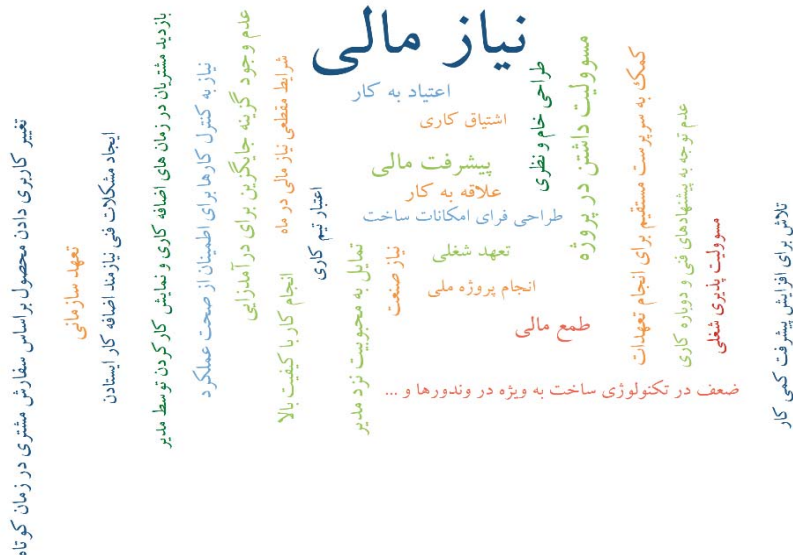 نیاز مالی
اعتیاد به کار
اشتیاق کاری
پیشرفت مالی
علاقه به کار
طراحی فرای امکانات ساخت
تعهد شغلی
انجام پروژه ملی
طمع مالی
ضعف در تکنولوژی ساخت به ویژه در وندورها و ...
تلاش برای افزایش پیشرفت کمی کار
مسوولیت پذیری شغلی
عدم توجه به پیشنهادهای فنی و دوباره کاری
کمک به سرپرست مستقیم برای انجام تعهدات
مسوولیت داشتن در پروژه
طراحی خام و نظری
نیاز صنعت
تمایل به محبوبیت نزد مدیر
اعتبار تیم کاری
شرایط مقطعی نیاز مالی در ماه
انجام کار با کیفیت بالا
عدم وجود گزینه جایگزین برای درآمدزایی
نیاز به کنترل کارها برای اطمینان از صحت عملکرد
بازدید مشتریان در زمان های اضافه کاری و نمایش کار کردن توسط مدیر
ایجاد مشکلات فنی نیازمند اضافه کار ایستادن
تعهد سازمانی
تغییر کاربری دادن محصول براساس سفارش مشتری در زمان کوتاه